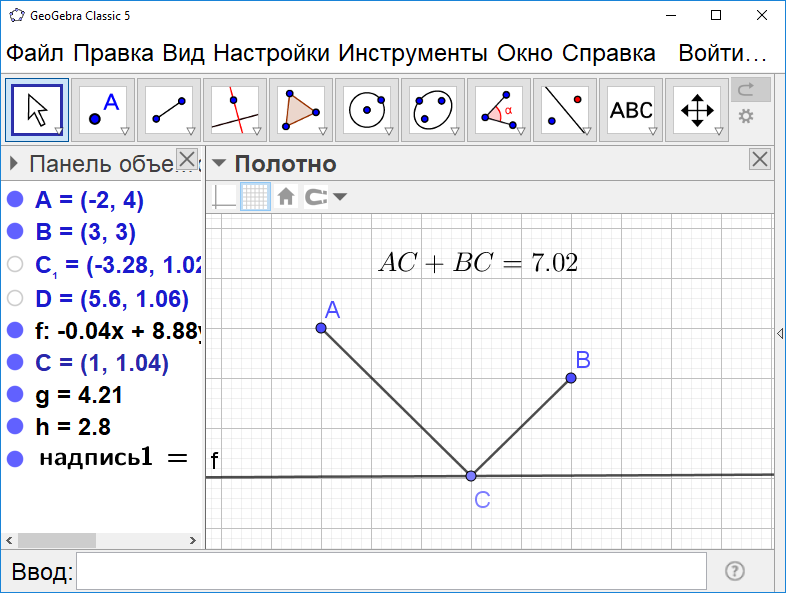 GeoGebra Classic 5
Файл Правка Вид Настройки Инструменты Окно Справка Войти…
A
α
ABC
Панель объе…
Полотно
A = (-2, 4)
B = (3, 3)
C₁ = (-3.28, 1.02
D = (5.6, 1.06)
f: -0.04x + 8.88y
C = (1, 1.04)
g = 4.21
h = 2.8
надпись1 =
AC + BC = 7.02
A
B
f
C
Ввод: